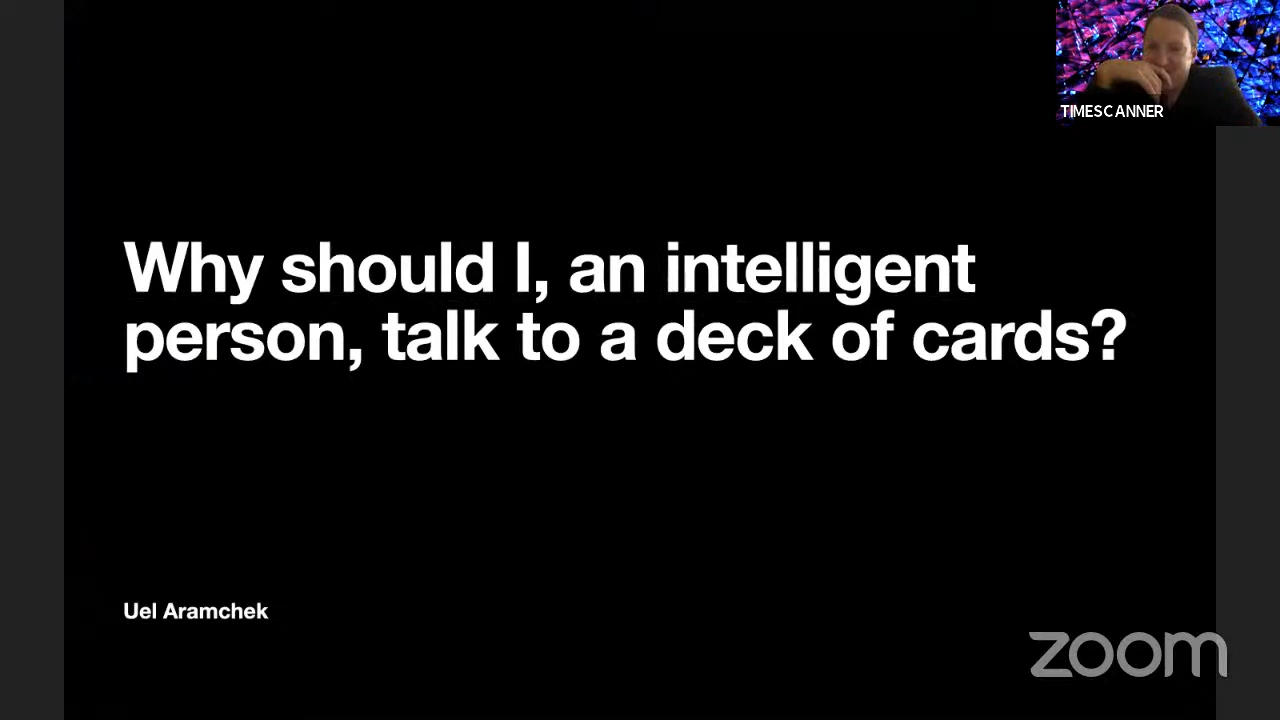 TIMESCANNER
Why should I, an intelligent
person, talk to a deck of cards?
Uel Aramchek
zoom